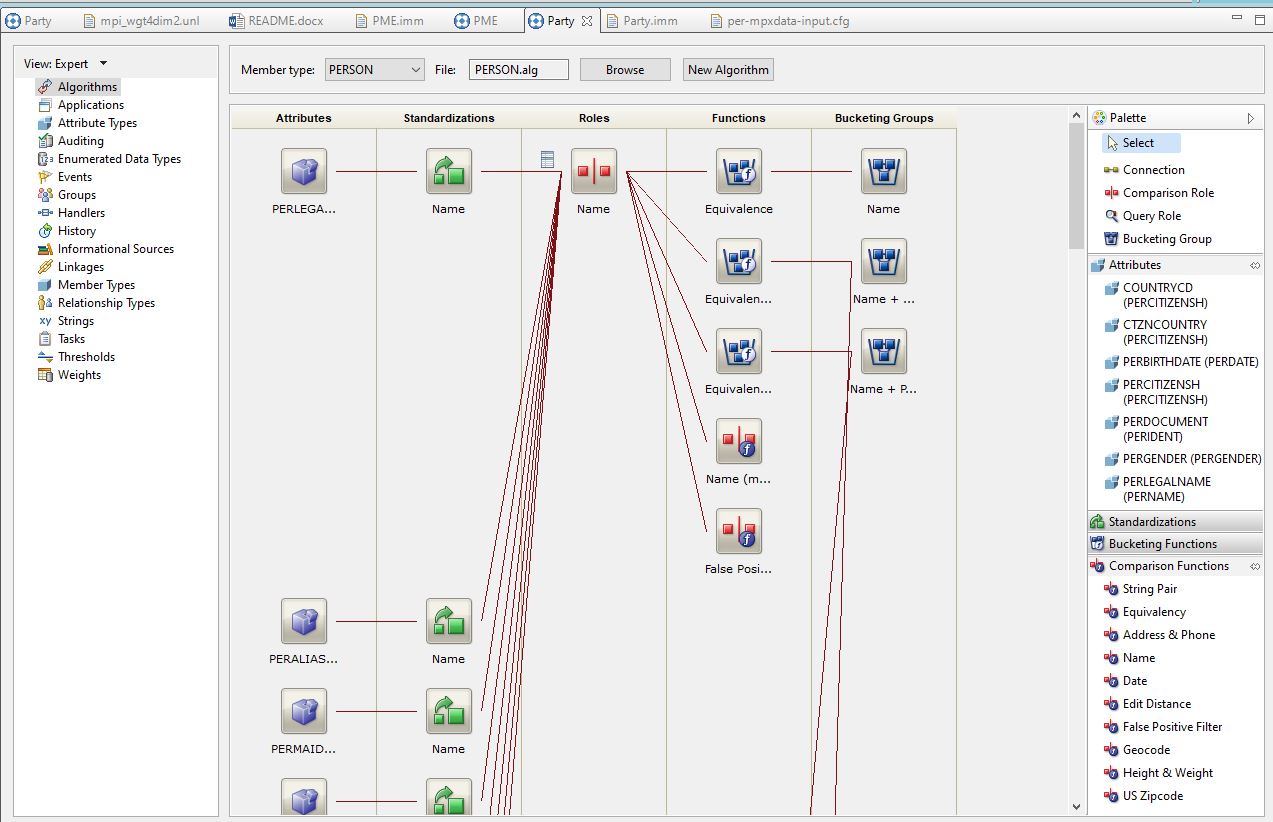 Party
mpi_wgt4dim2.unl
README.docx
PME.imm
PME
Party
Party.imm
per-mpxdata-input.cfg
View: Expert
Algorithms
Applications
Attribute Types
Auditing
Enumerated Data Types
Events
Groups
Handlers
History
Informational Sources
Linkages
Member Types
Relationship Types
Strings
Tasks
Thresholds
Weights
Member type:
PERSON
File:
PERSON.alg
Browse
New Algorithm
Attributes
Standardizations
Roles
Functions
Bucketing Groups
PERLEGA...
Name
Name
Equivalence
Name
Equivalen...
Name + ...
Equivalen...
Name + P...
Name (m...
False Posi...
PERALIAS...
Name
PERMAID...
Name
Palette
Select
Connection
Comparison Role
Query Role
Bucketing Group
Attributes
COUNTRYCD
(PERCITIZENSH)
CTZNCOUNTRY
(PERCITIZENSH)
PERBIRTHDATE (PERDATE)
PERCITIZENSH
(PERCITIZENSH)
PERDOCUMENT
(PERIDENT)
PERGENDER (PERGENDER)
PERLEGALNAME
(PERNAME)
Standardizations
Bucketing Functions
Comparison Functions
String Pair
Equivalency
Address & Phone
Name
Date
Edit Distance
False Positive Filter
Geocode
Height & Weight
US Zipcode